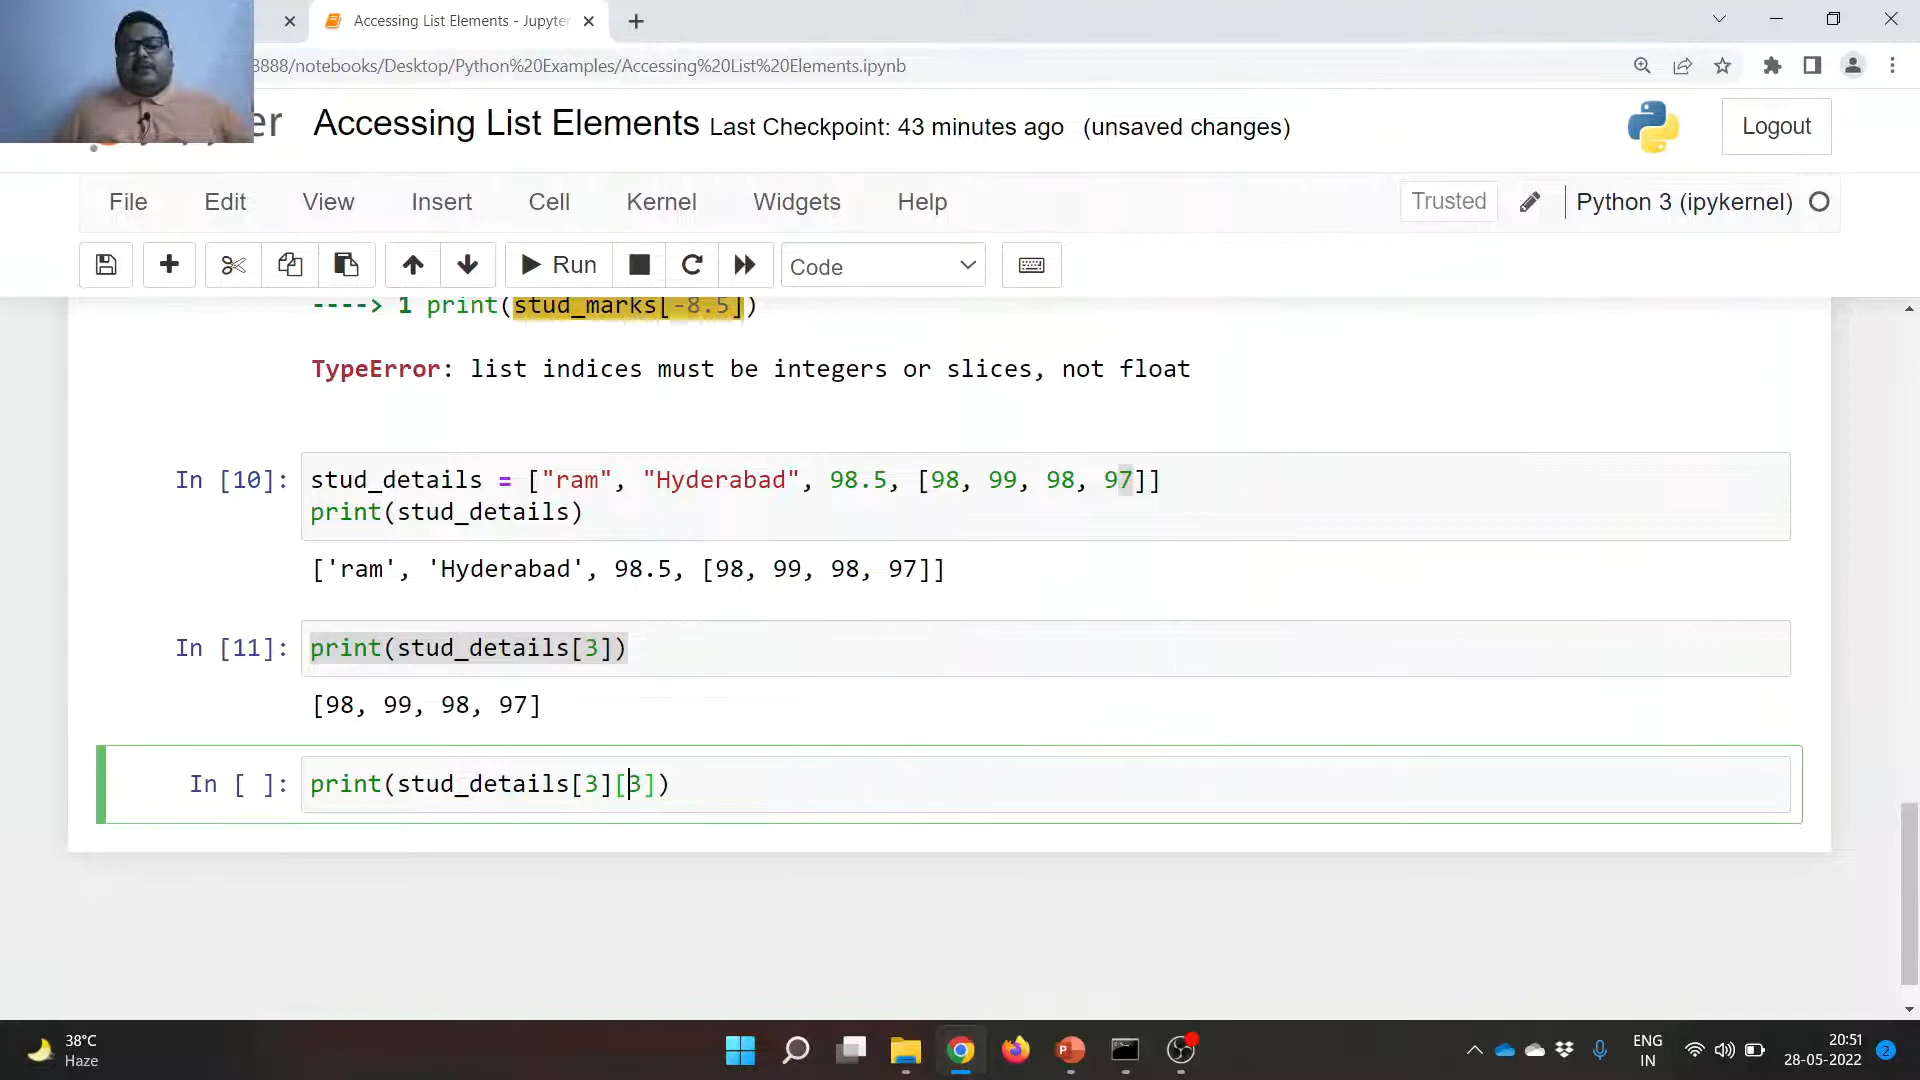 Accessing List Elements - Jupyter
8888/notebooks/Desktop/Python%20Examples/Accessing%20List%20Elements.ipynb
er Accessing List Elements Last Checkpoint: 43 minutes ago (unsaved changes)
Logout
File Edit View Insert Cell Kernel Widgets Help
Trusted Python 3 (ipykernel)
Run Code
----> 1 print(stud_marks[-8.5])
TypeError: list indices must be integers or slices, not float
In [10]: stud_details = ["ram", "Hyderabad", 98.5, [98, 99, 98, 97]]
print(stud_details)
['ram', 'Hyderabad', 98.5, [98, 99, 98, 97]]
In [11]: print(stud_details[3])
[98, 99, 98, 97]
In [ ]: print(stud_details[3][3])
38°C
Haze
ENG
IN
20:51
28-05-2022
2